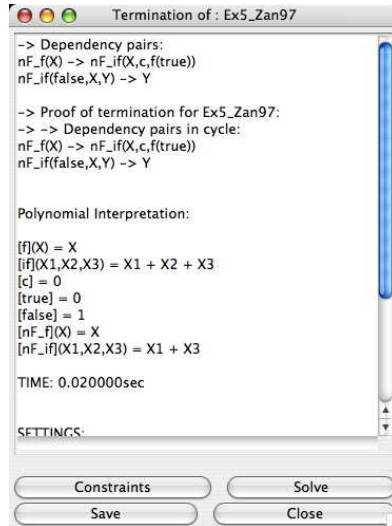 Termination of : Ex5_Zan97
-> Dependency pairs:
nF_f(X) -> nF_if(X,c,f(true))
nF_if(false,X,Y) -> Y
-> Proof of termination for Ex5_Zan97:
-> -> Dependency pairs in cycle:
nF_f(X) -> nF_if(X,c,f(true))
nF_if(false,X,Y) -> Y
Polynomial Interpretation:
[f](X) = X
[if](X1,X2,X3) = X1 + X2 + X3
[c] = 0
[true] = 0
[false] = 1
[nF_f](X) = X
[nF_if](X1,X2,X3) = X1 + X3
TIME: 0.020000sec
SETTINGS:
Constraints
Solve
Save
Close